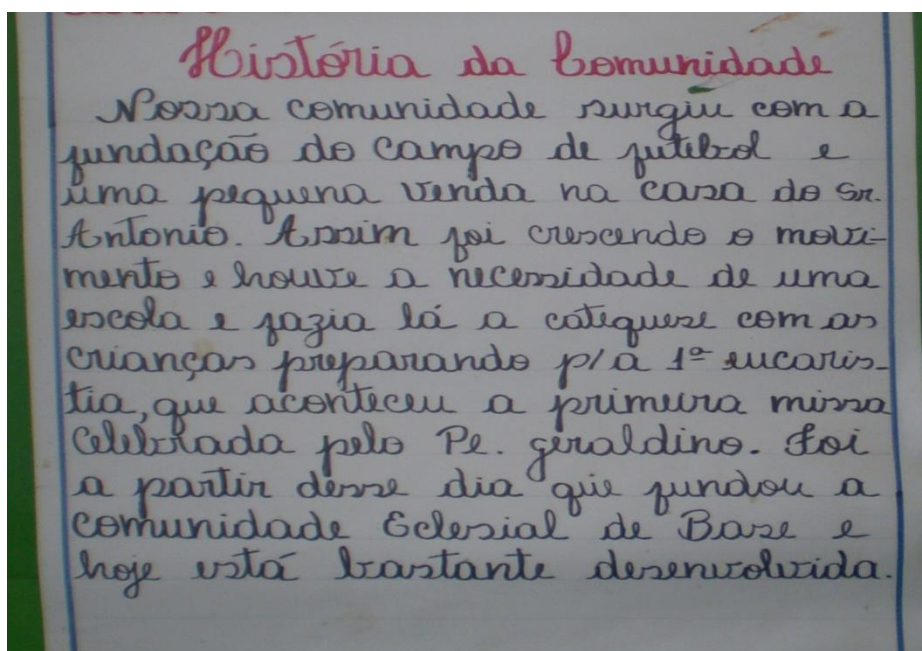 História da Comunidade
Nossa comunidade surgiu com a
fundação do campo de futebol e
uma pequena venda na casa do Sr.
Antonio. Assim foi crescendo o movi-
mento e houve a necessidade de uma
escola e fazia lá a catequese com as
crianças preparando p/a 1ª eucaris-
tia, que aconteceu a primeira missa
celebrada pelo Pe. geraldino. Foi
a partir desse dia que fundou a
comunidade Eclesial de Base e
hoje está bastante desenvolvida.